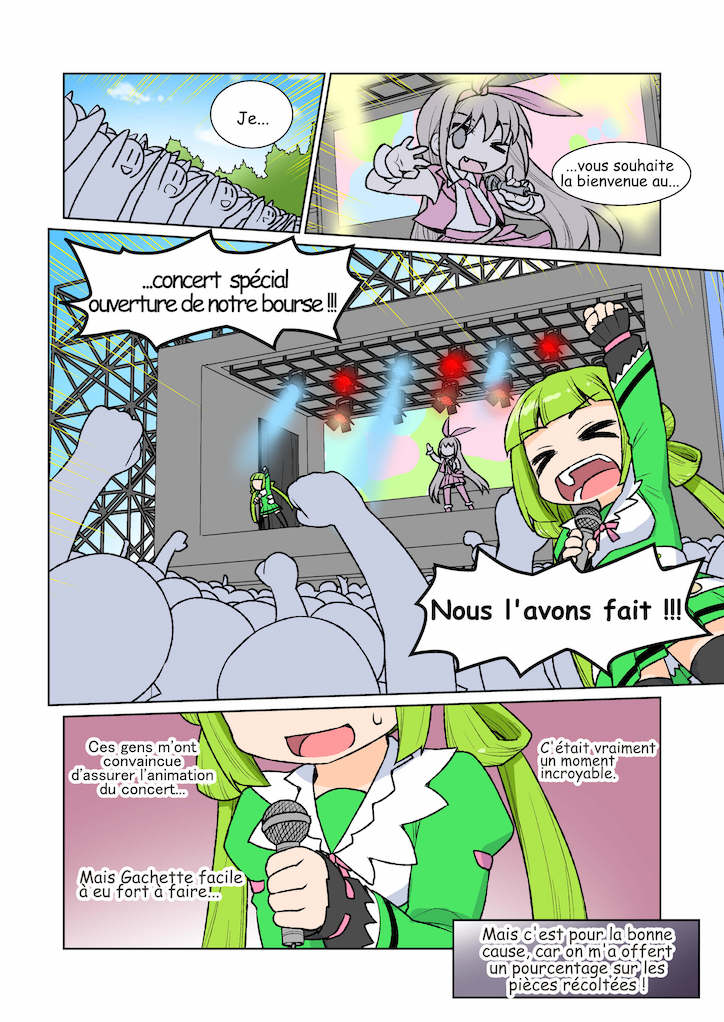 Je...
...vous souhaite
la bienvenue au...
...concert spécial
ouverture de notre bourse !!!
Nous l'avons fait !!!
Ces gens m'ont
convaincue
d'assurer l'animation
du concert...
C'était vraiment
un moment
incroyable.
Mais Gachette facile
à eu fort à faire...
Mais c'est pour la bonne
cause, car on m'a offert
un pourcentage sur les
pièces récoltées !